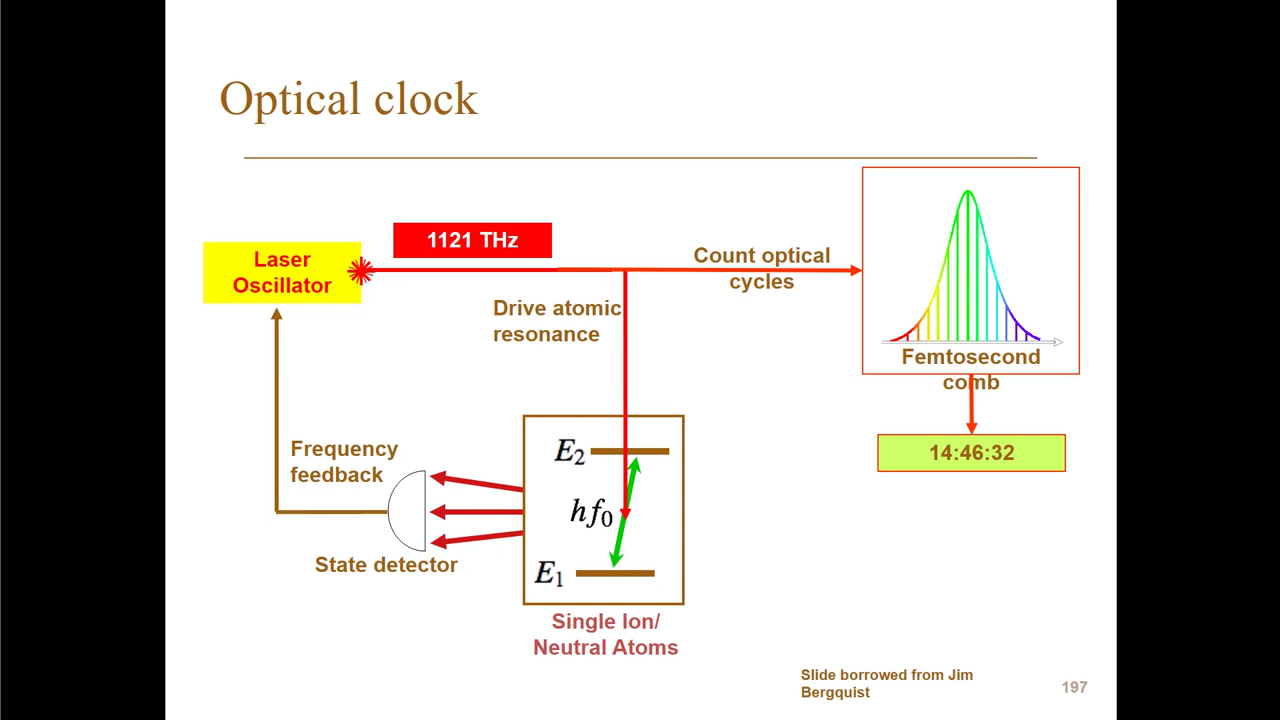 Optical clock
1121 THz
Laser
Oscillator
Count optical
cycles
Drive atomic
resonance
Femtosecond
comb
14:46:32
Frequency
feedback
State detector
E2
hf0
E1
Single Ion/
Neutral Atoms
Slide borrowed from Jim
Bergquist
197